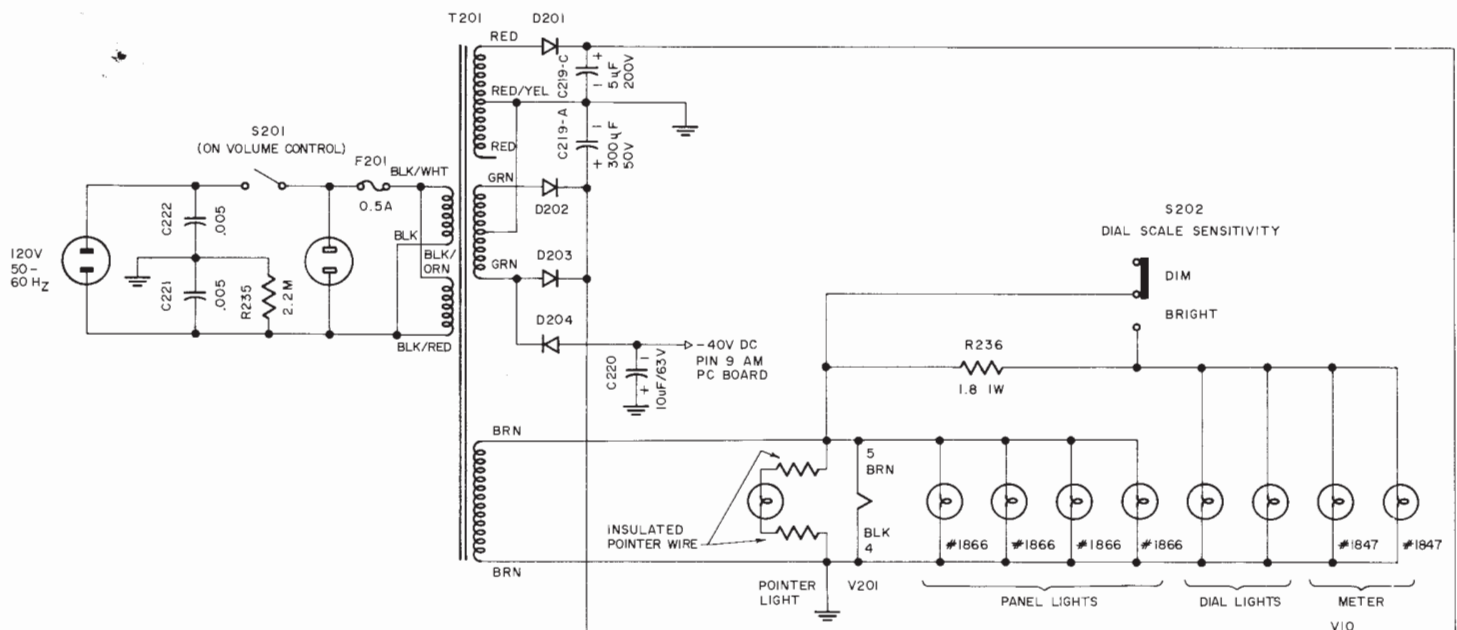 T201
D201
RED
C219-C
+
-
5µF
200V
RED/YEL
C219-A
-
+
300µF
50V
RED
S201
(ON VOLUME CONTROL)
F201
0.5A
BLK/WHT
BLK
BLK/
ORN
BLK/RED
120V
50-
60 HZ
C222
.005
C221
.005
R235
2.2M
GRN
D202
GRN
D203
D204
C220
-
+
10uF/63V
-40V DC
PIN 9 AM
PC BOARD
S202
DIAL SCALE SENSITIVITY
DIM
BRIGHT
R236
1.8 1W
BRN
5
BRN
INSULATED
POINTER WIRE
BLK
4
#1866
#1866
#1866
#1866
#1847
#1847
BRN
POINTER
LIGHT
V201
PANEL LIGHTS
DIAL LIGHTS
METER
VIO